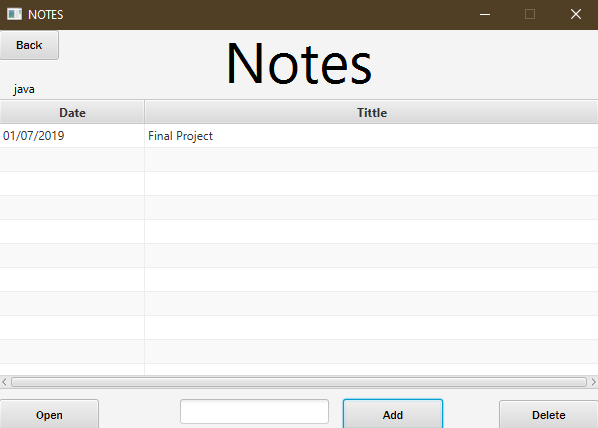 NOTES
Back
Notes
java
Date Tittle
01/07/2019 Final Project
Open Add Delete